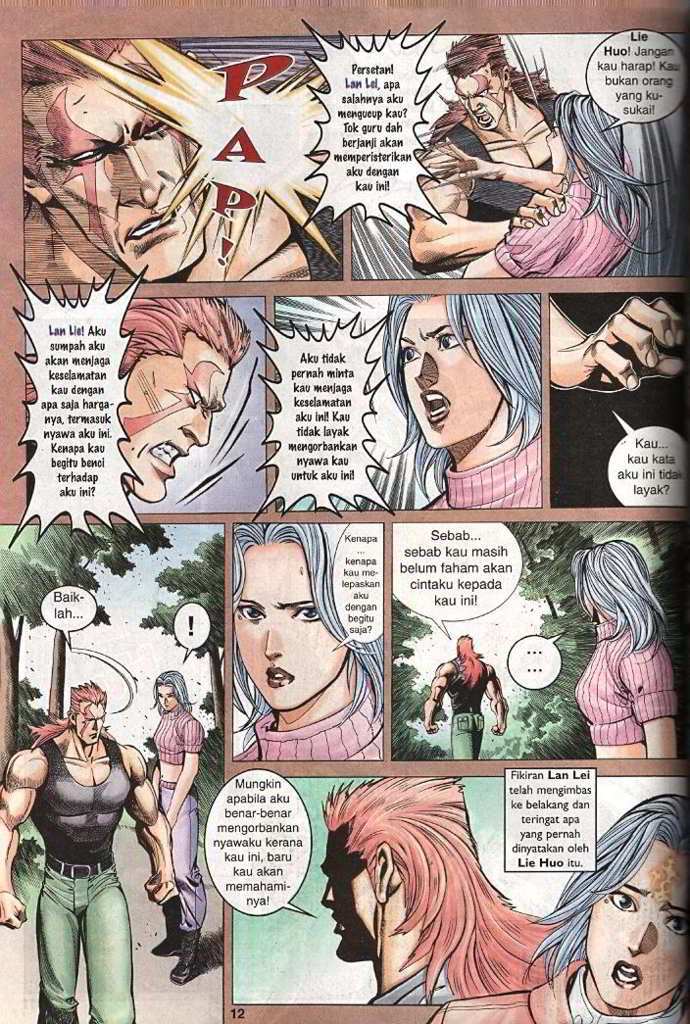 PAP!
Persetan!
Lan Lei, apa
salahnya aku
mengucup kau?
Tok guru dah
berjanji akan
memperisterikan
aku dengan
kau ini!
Lie
Huo! Jangan
kau harap! Kau
bukan orang
yang ku-
sukai!
Lan Lie! Aku
sumpah aku
akan menjaga
keselamatan
kau dengan
apa saja harga-
nya, termasuk
nyawa aku ini.
Kenapa kau
begitu benci
terhadap
aku ini?
Aku tidak
pernah minta
kau menjaga
keselamatan
aku ini! Kau
tidak layak
mengorbankan
nyawa kau
untuk aku ini!
Kau...
kau kata
aku ini tidak
layak?
Baik-
lah...
!
Kenapa
...
kenapa
kau me-
lepaskan
aku
dengan
begitu
saja?
Sebab...
sebab kau masih
belum faham akan
cintaku kepada
kau ini!
...
...
Mungkin
apabila aku
benar-benar
mengorbankan
nyawaku kerana
kau ini, baru
kau akan
memahami-
nya!
Fikiran Lan Lei
telah mengimbas
ke belakang dan
teringat apa
yang pernah
dinyatakan oleh
Lie Huo itu.
12